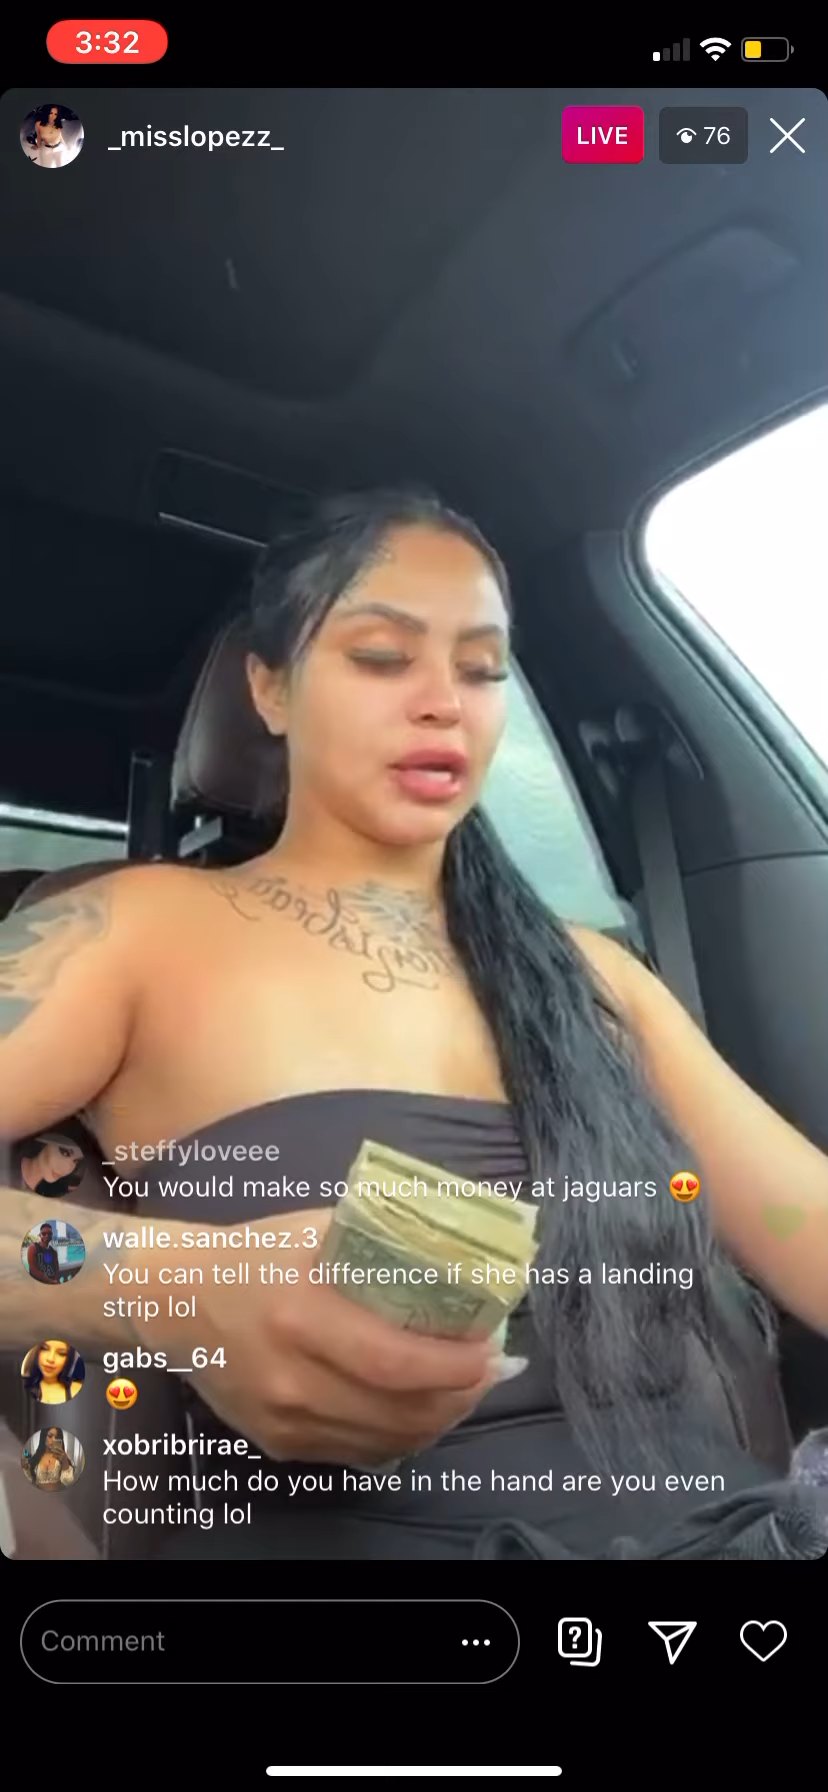 3:32
_misslopezz_
LIVE
76
_steffyloveee
You would make so much money at jaguars 😍
walle.sanchez.3
You can tell the difference if she has a landing
strip lol
gabs__64
😍
xobribrirae_
How much do you have in the hand are you even
counting lol
Comment